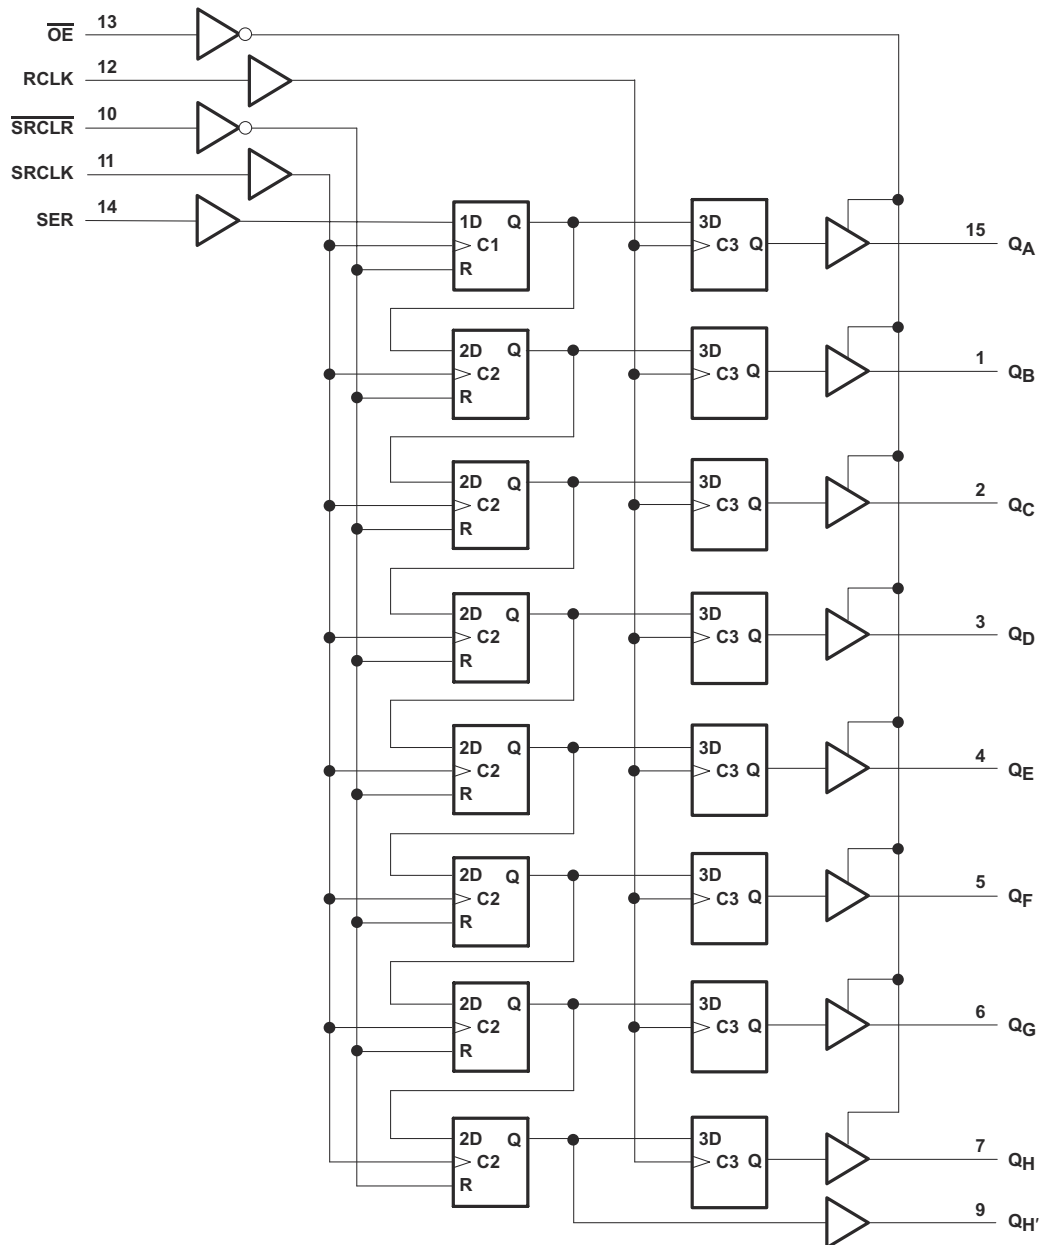 OE 13
RCLK 12
SRCLR 10
SRCLK 11
SER 14
1D Q 3D
C1 C3 Q 15 QA
R
2D Q 3D
C2 C3 Q 1 QB
R
2D Q 3D
C2 C3 Q 2 QC
R
2D Q 3D
C2 C3 Q 3 QD
R
2D Q 3D
C2 C3 Q 4 QE
R
2D Q 3D
C2 C3 Q 5 QF
R
2D Q 3D
C2 C3 Q 6 QG
R
2D Q 3D
C2 C3 Q 7 QH
R
9 QH′